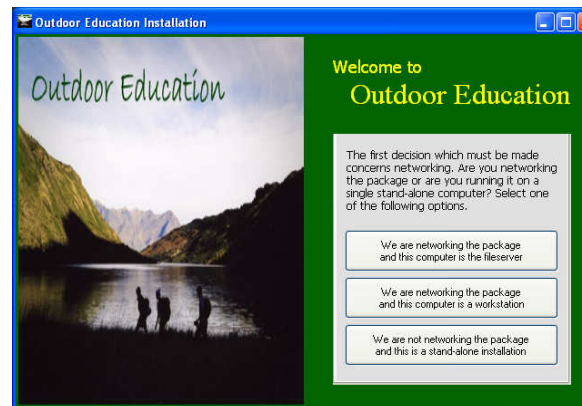 Outdoor Education Installation
Outdoor Education
Welcome to
Outdoor Education
The first decision which must be made
concerns networking. Are you networking
the package or are you running it on a
single stand-alone computer? Select one
of the following options.
We are networking the package
and this computer is the fileserver
We are networking the package
and this computer is a workstation
We are not networking the package
and this is a stand-alone installation